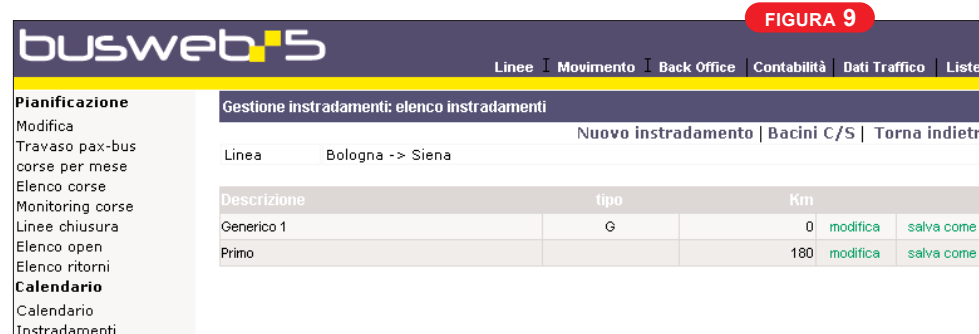 FIGURA 9
busweb 5
Linee | Movimento | Back Office | Contabilità | Dati Traffico | Liste
Pianificazione
Modifica
Travaso pax-bus
corse per mese
Elenco corse
Monitoring corse
Linee chiusura
Elenco open
Elenco ritorni
Calendario
Calendario
Instradamenti
Gestione instradamenti: elenco instradamenti
Nuovo instradamento | Bacini C/S | Torna indietr
Linea Bologna -> Siena
Descrizione tipo Km
Generico 1 G 0 modifica salva come
Primo 180 modifica salva come